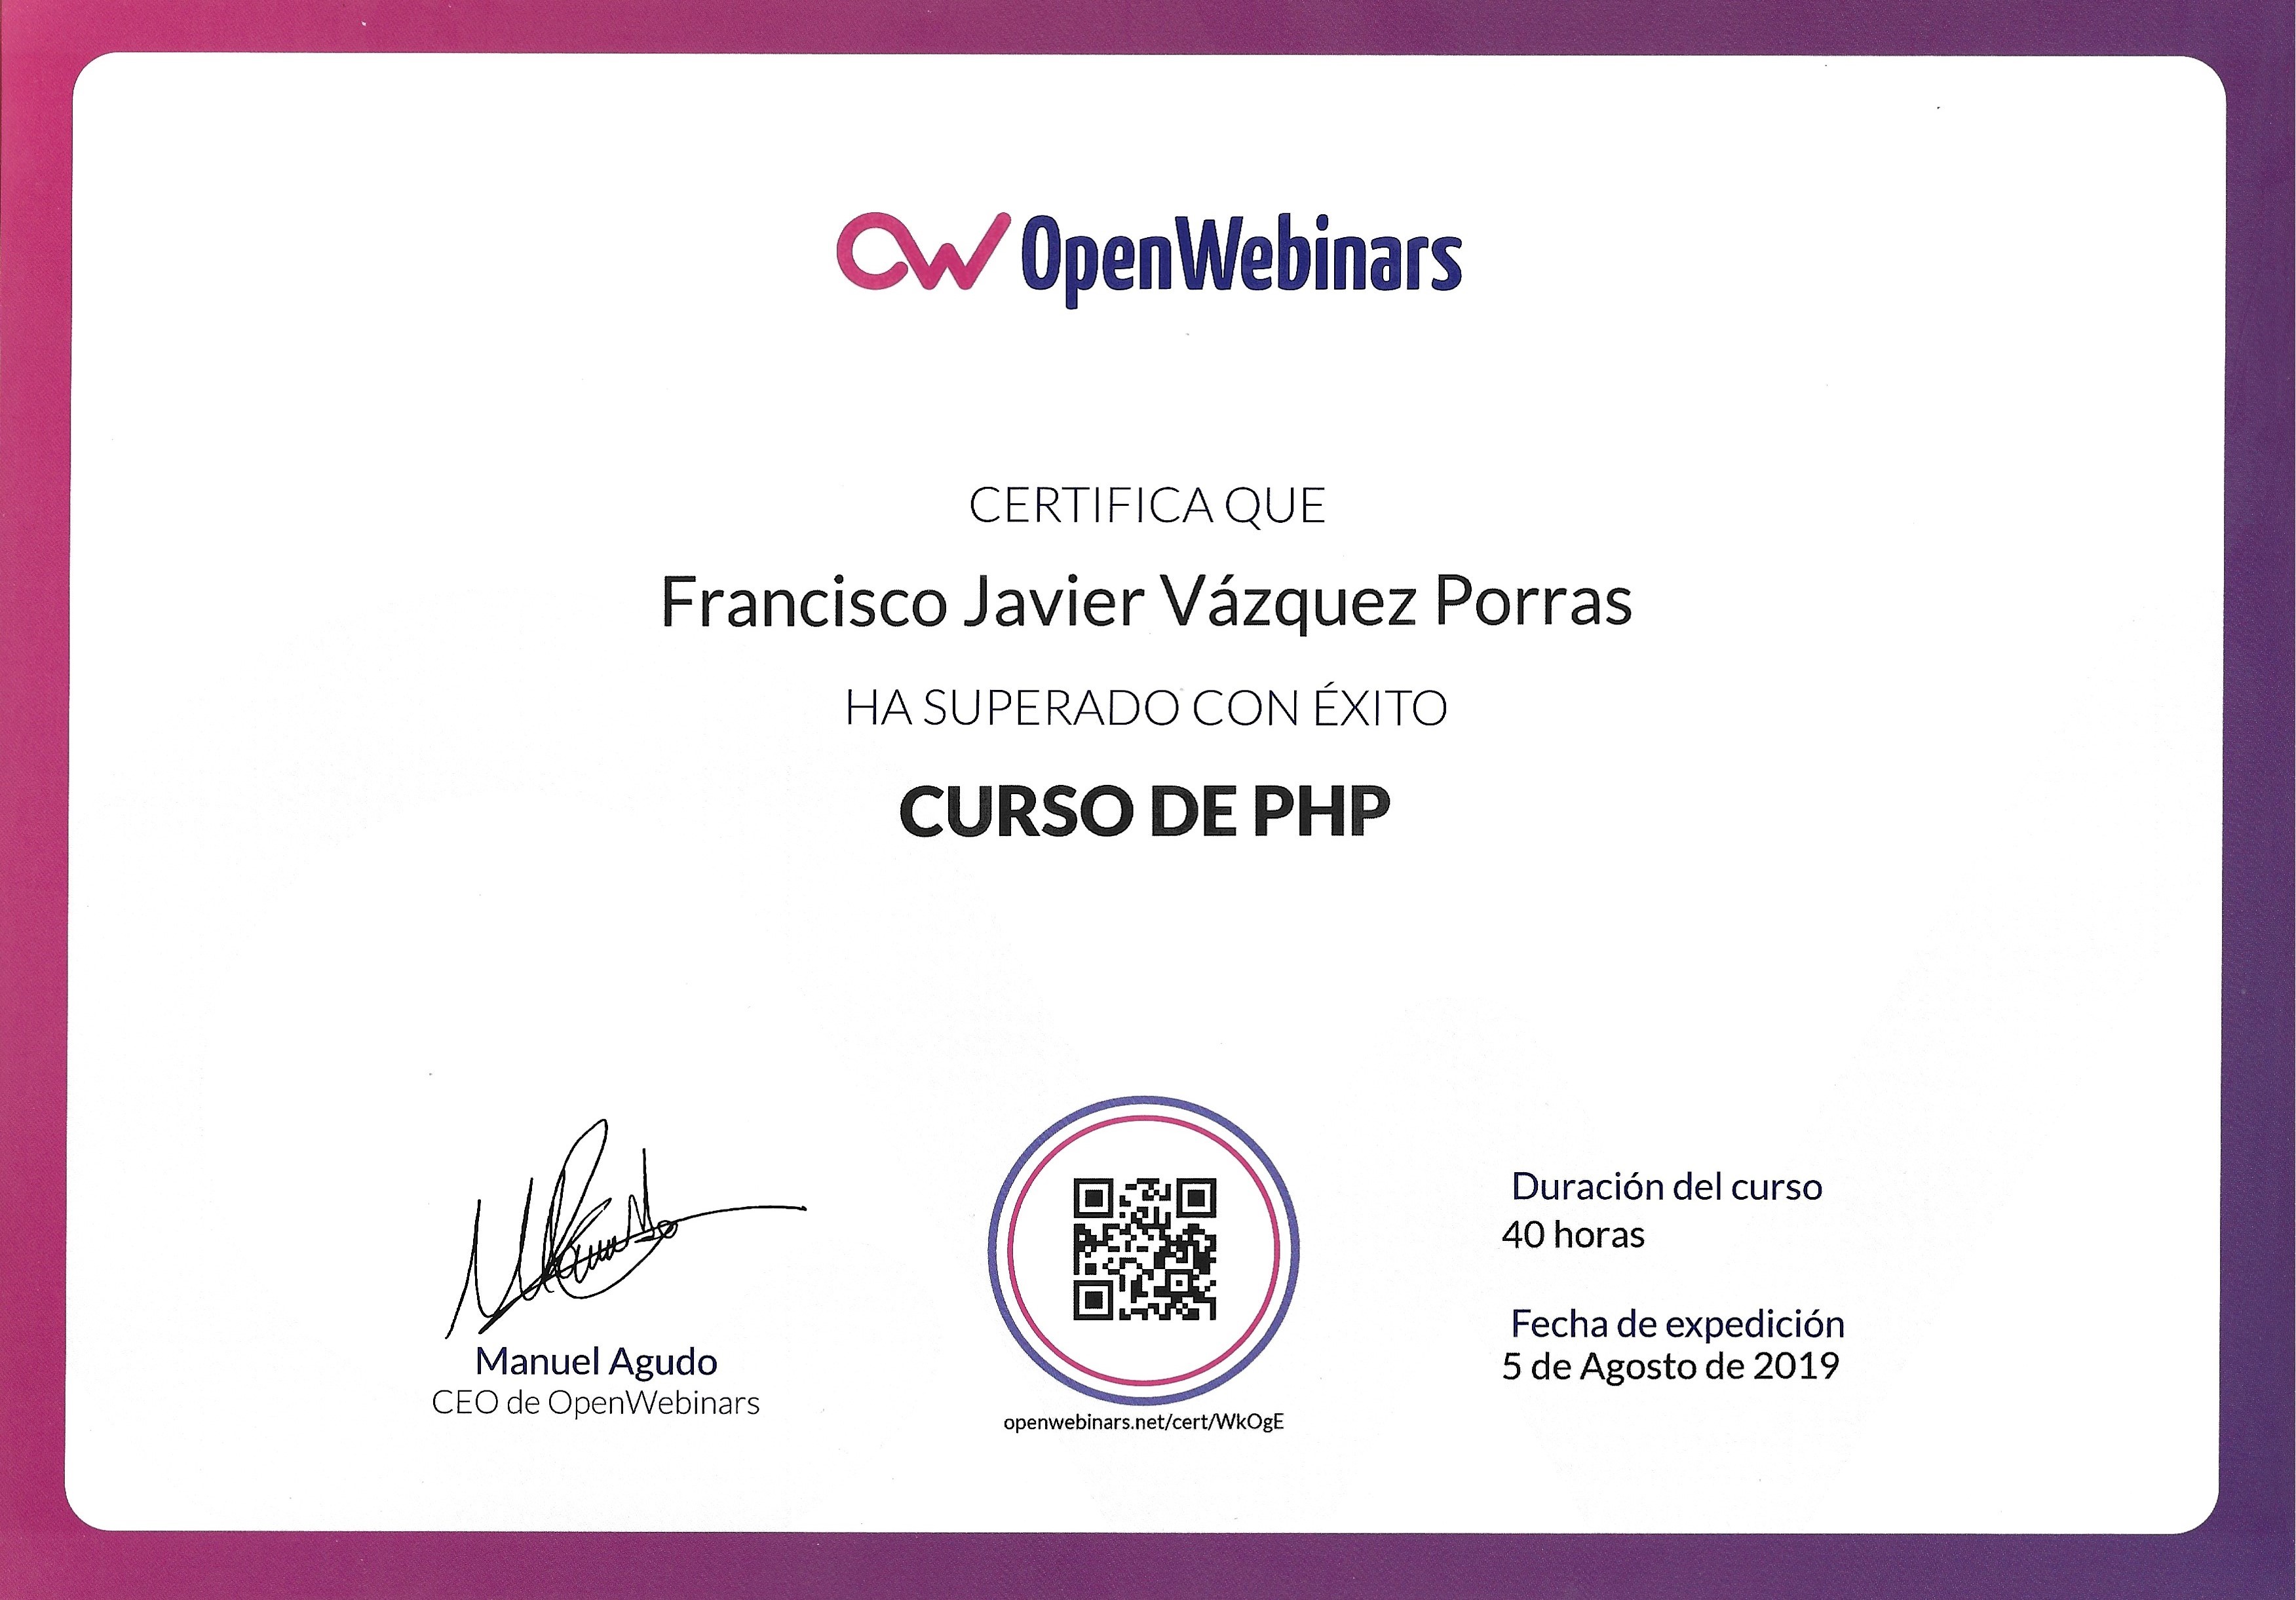 OpenWebinars
CERTIFICA QUE
Francisco Javier Vázquez Porras
HA SUPERADO CON ÉXITO
CURSO DE PHP
Manuel Agudo
CEO de OpenWebinars
openwebinars.net/cert/WkOgE
Duración del curso
40 horas
Fecha de expedición
5 de Agosto de 2019